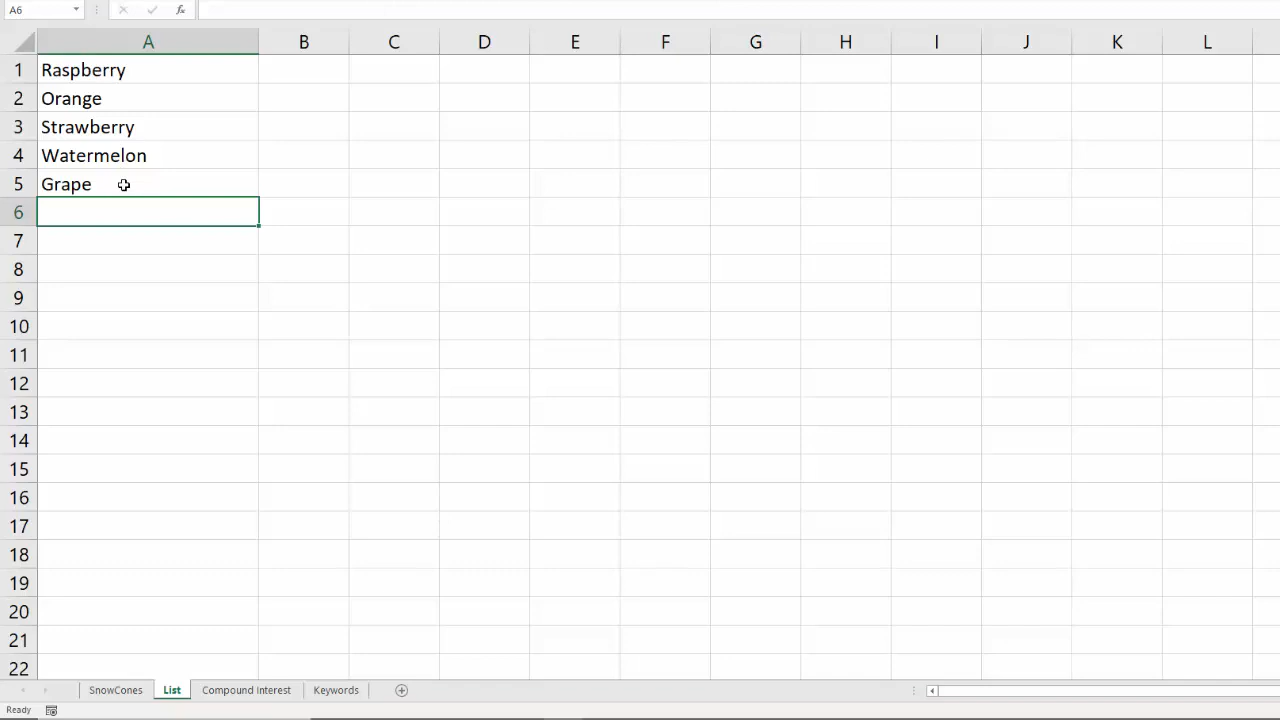 A6
fx
A B C D E F G H I J K L
1 Raspberry
2 Orange
3 Strawberry
4 Watermelon
5 Grape
6
7
8
9
10
11
12
13
14
15
16
17
18
19
20
21
22
SnowCones List Compound Interest Keywords
Ready